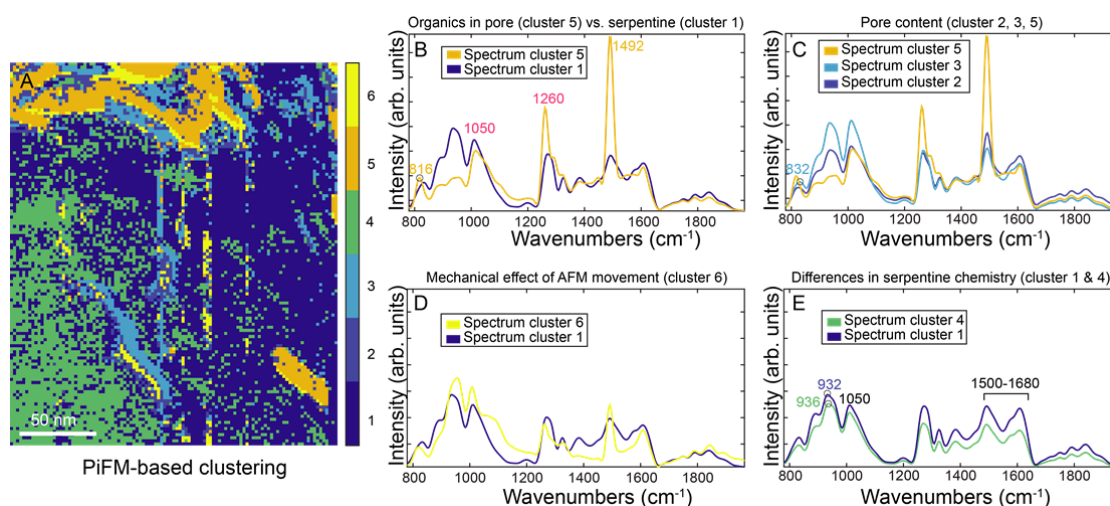 A
6
5
4
3
2
1
50 nm
PiFM-based clustering
Organics in pore (cluster 5) vs. serpentine (cluster 1)
B
Spectrum cluster 5
Spectrum cluster 1
1492
1260
1050
816
Intensity (arb. units)
800 1000 1200 1400 1600 1800
Wavenumbers (cm-1)
Pore content (cluster 2, 3, 5)
C
Spectrum cluster 5
Spectrum cluster 3
Spectrum cluster 2
832
Intensity (arb. units)
800 1000 1200 1400 1600 1800
Wavenumbers (cm-1)
Mechanical effect of AFM movement (cluster 6)
D
Spectrum cluster 6
Spectrum cluster 1
Intensity (arb. units)
800 1000 1200 1400 1600 1800
Wavenumbers (cm-1)
Differences in serpentine chemistry (cluster 1 & 4)
E
Spectrum cluster 4
Spectrum cluster 1
932
936
1050
1500-1680
Intensity (arb. units)
800 1000 1200 1400 1600 1800
Wavenumbers (cm-1)